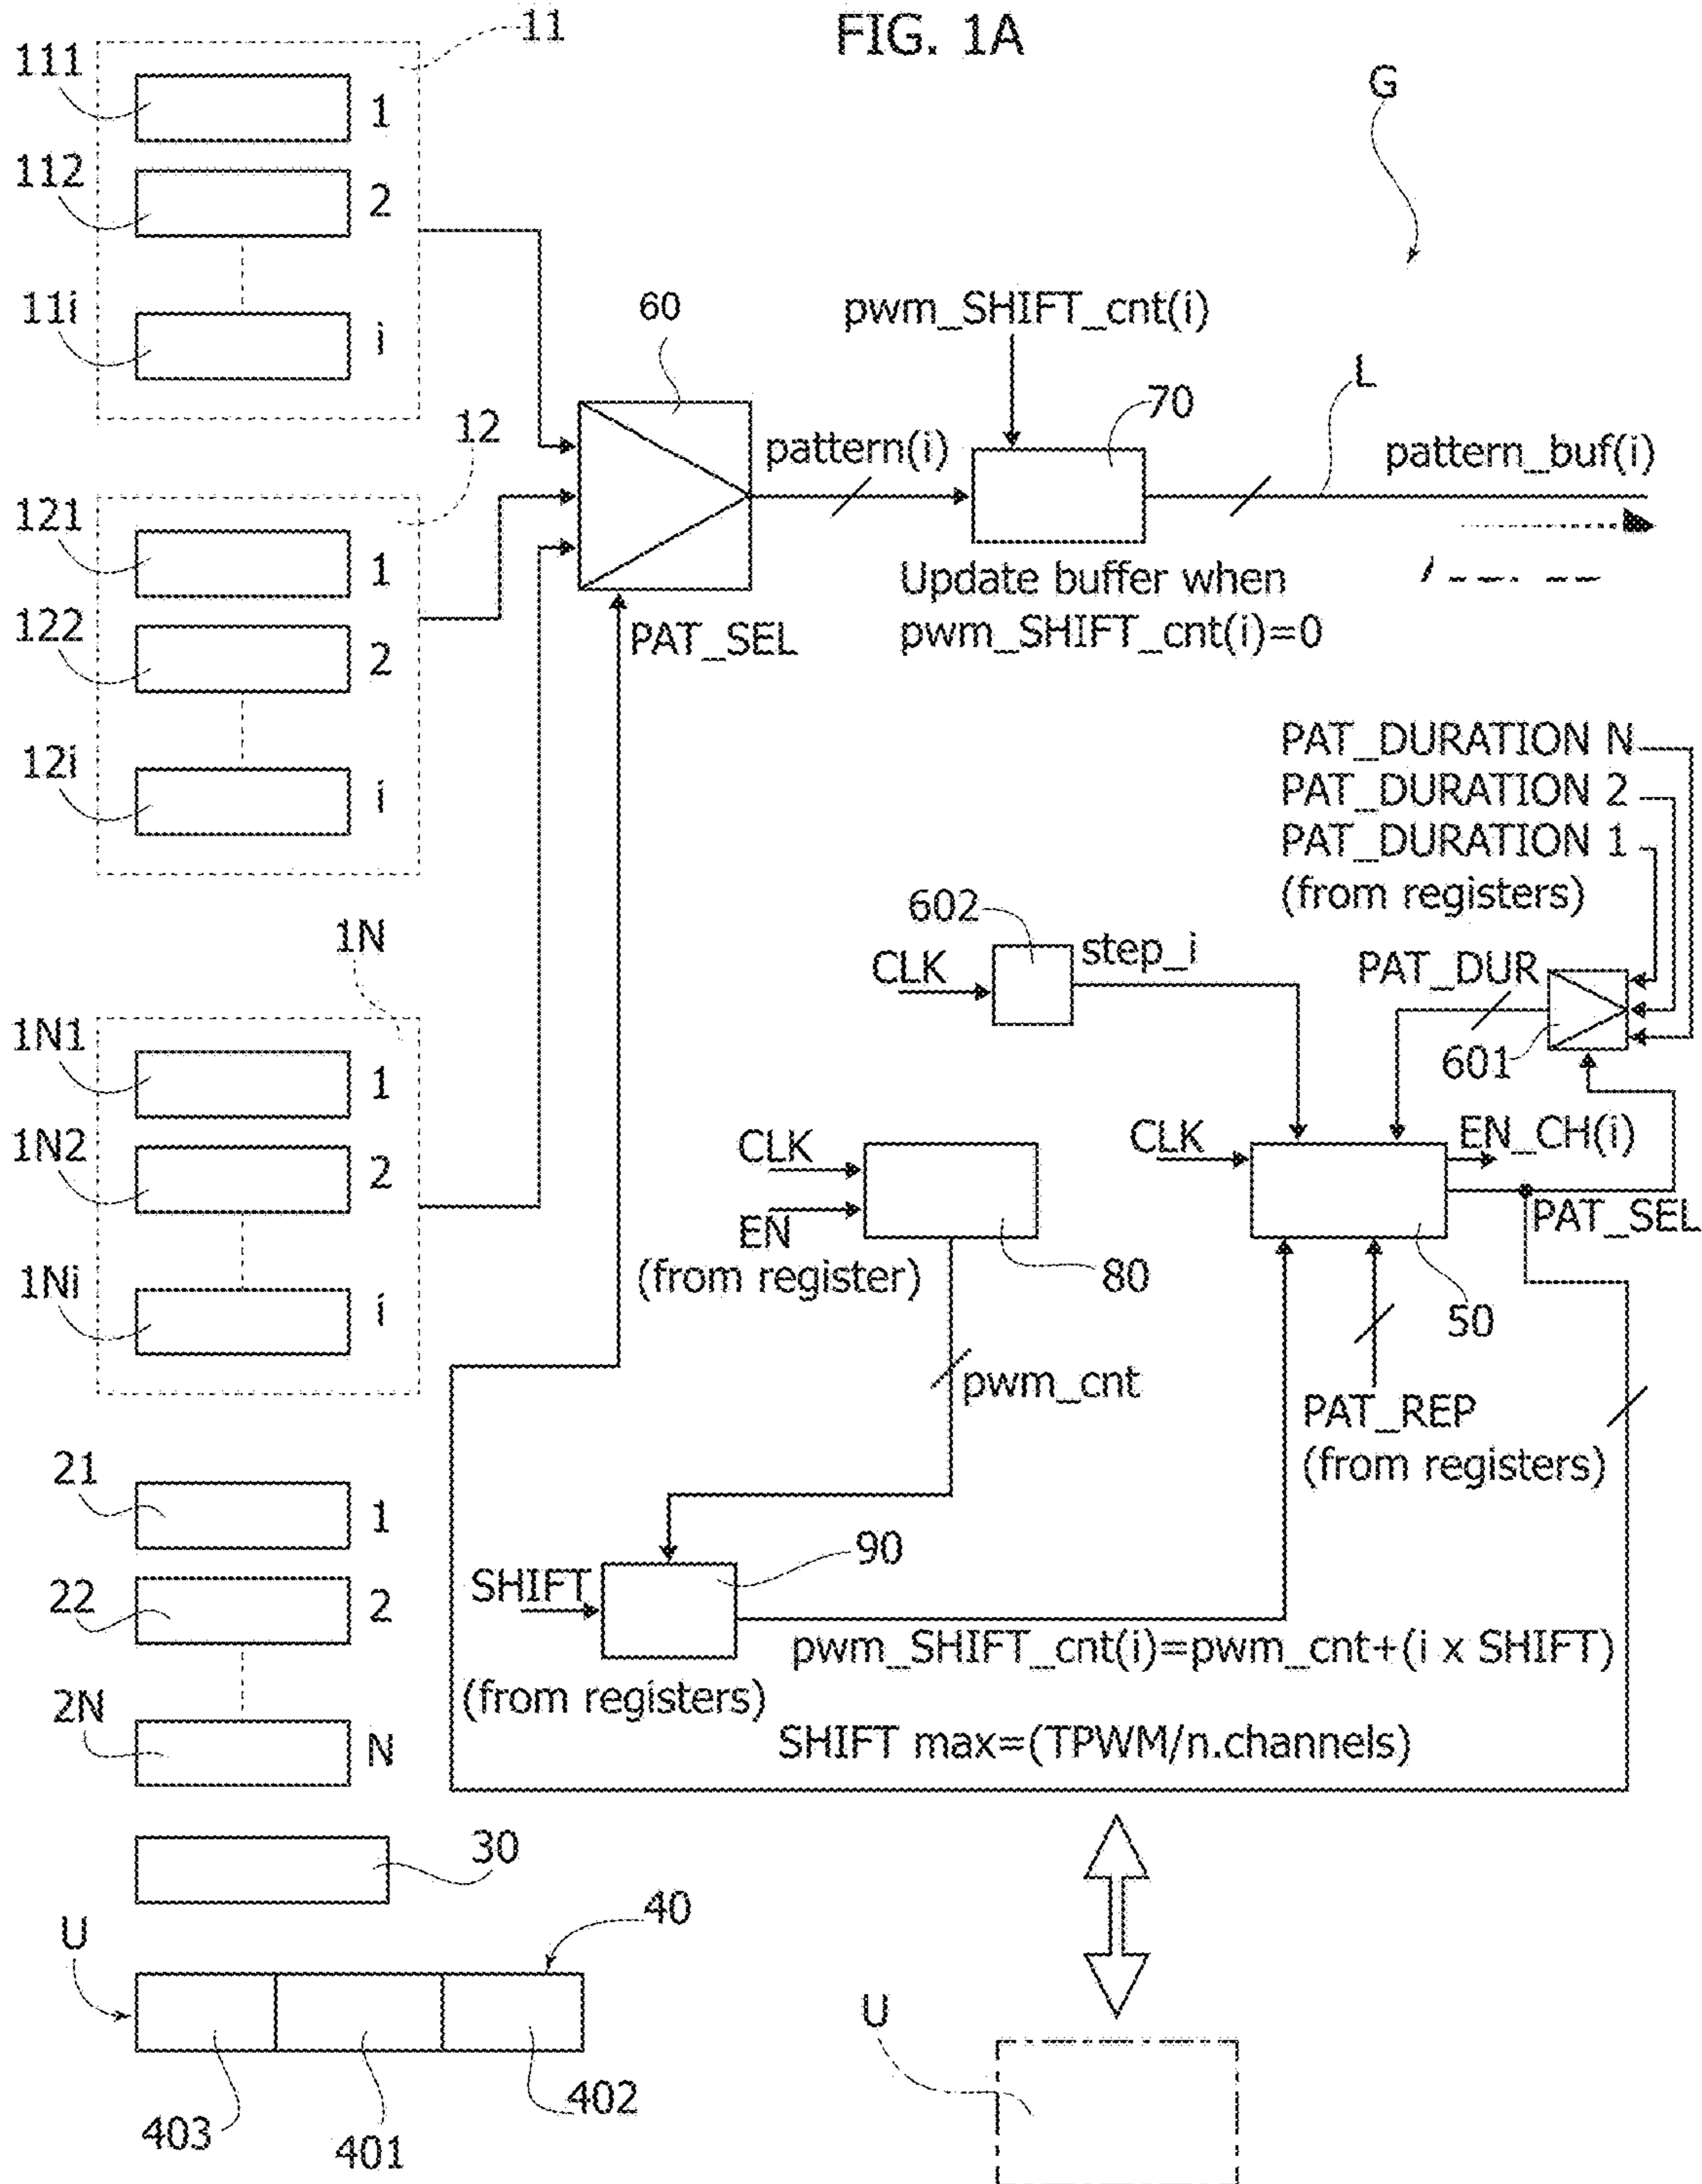 FIG. 1A
11
111
1
112
2
11i
i
G
60
pwm_SHIFT_cnt(i)
L
70
pattern(i)
pattern_buf(i)
12
121
1
122
2
12i
i
Update buffer when
pwm_SHIFT_cnt(i)=0
PAT_SEL
PAT_DURATION N
PAT_DURATION 2
PAT_DURATION 1
(from registers)
602
CLK
step_i
PAT_DUR
601
1N
1N1
1
1N2
2
1Ni
i
CLK
EN
(from register)
80
CLK
EN_CH(i)
PAT_SEL
50
pwm_cnt
PAT_REP
(from registers)
21
1
22
2
2N
N
90
SHIFT
(from registers)
pwm_SHIFT_cnt(i)=pwm_cnt+(i x SHIFT)
SHIFT max=(TPWM/n.channels)
30
40
U
403
401
402
U